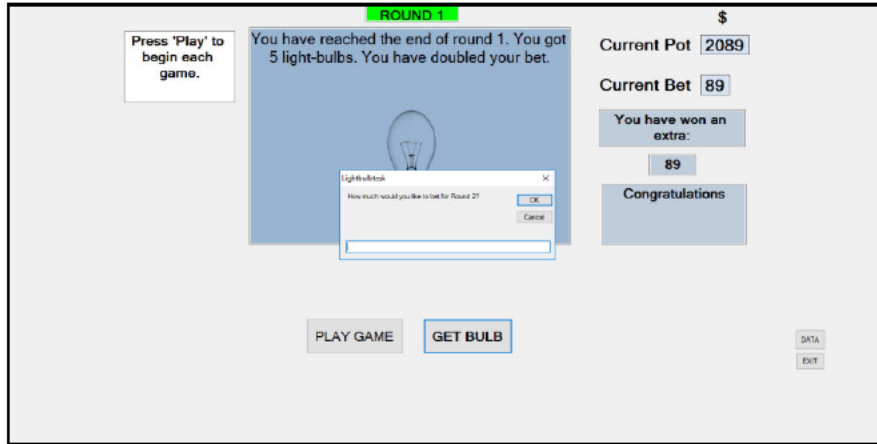 ROUND 1
Press 'Play' to
begin each
game.
You have reached the end of round 1. You got
5 light-bulbs. You have doubled your bet.
$
Current Pot 2089
Current Bet 89
You have won an
extra:
89
Congratulations
How much would you like to bet for Round 2?
OK
Cancel
PLAY GAME
GET BULB
DATA
EXIT